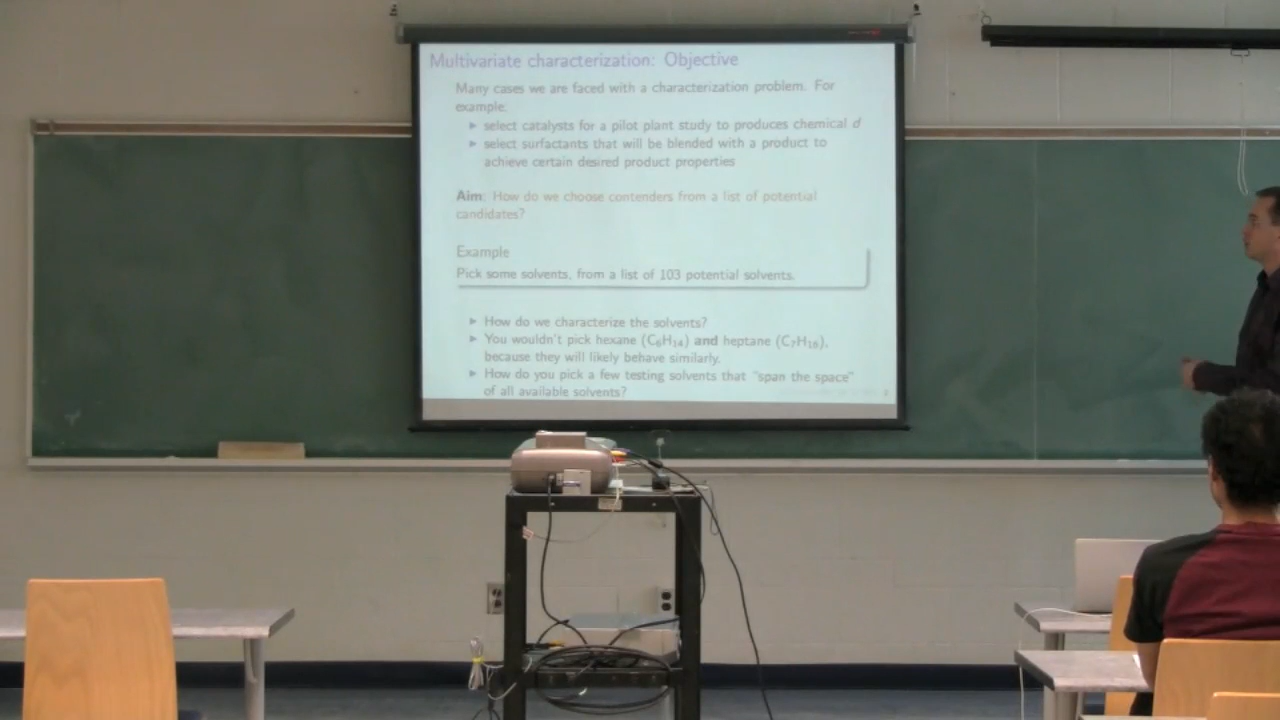 Multivariate characterization: Objective
Many cases we are faced with a characterization problem. For
example:
▶ select catalysts for a pilot plant study to produces chemical d
▶ select surfactants that will be blended with a product to
achieve certain desired product properties
Aim: How do we choose contenders from a list of potential
candidates?
Example
Pick some solvents, from a list of 103 potential solvents.
▶ How do we characterize the solvents?
▶ You wouldn't pick hexane (C₆H₁₄) and heptane (C₇H₁₆),
because they will likely behave similarly.
▶ How do you pick a few testing solvents that "span the space"
of all available solvents?